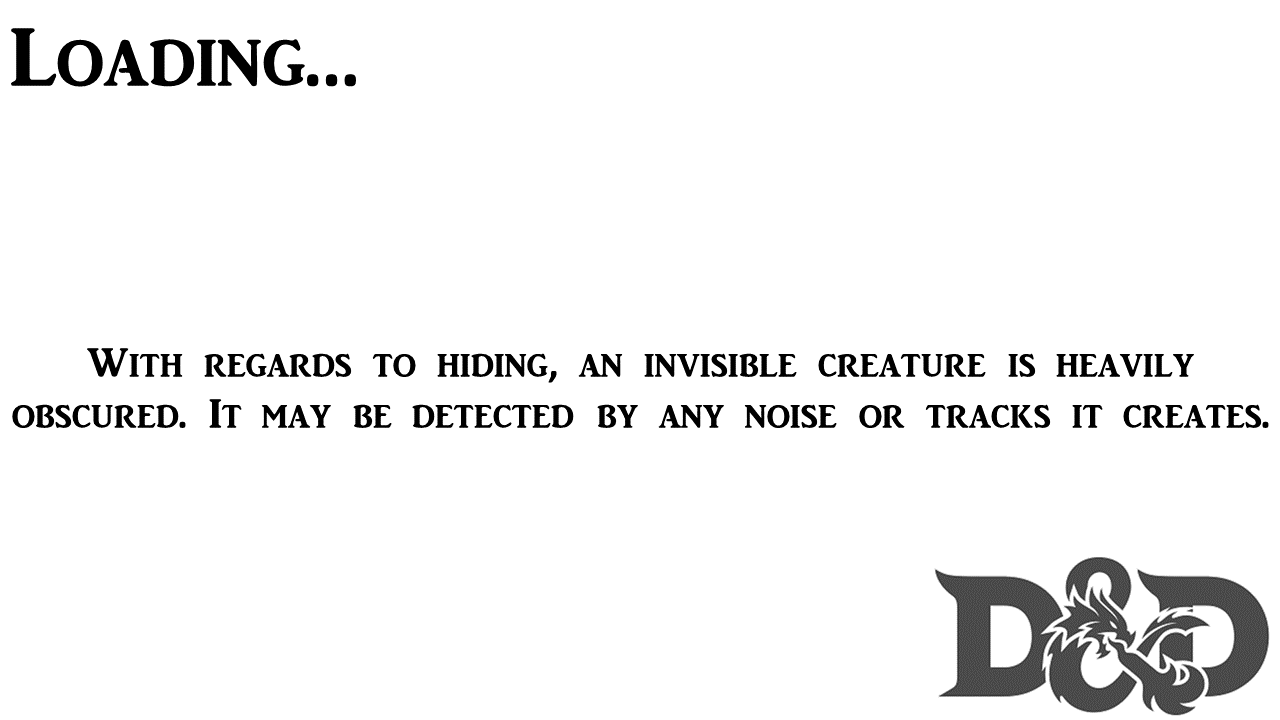 Loading...
With regards to hiding, an invisible creature is heavily
obscured. It may be detected by any noise or tracks it creates.
D&D